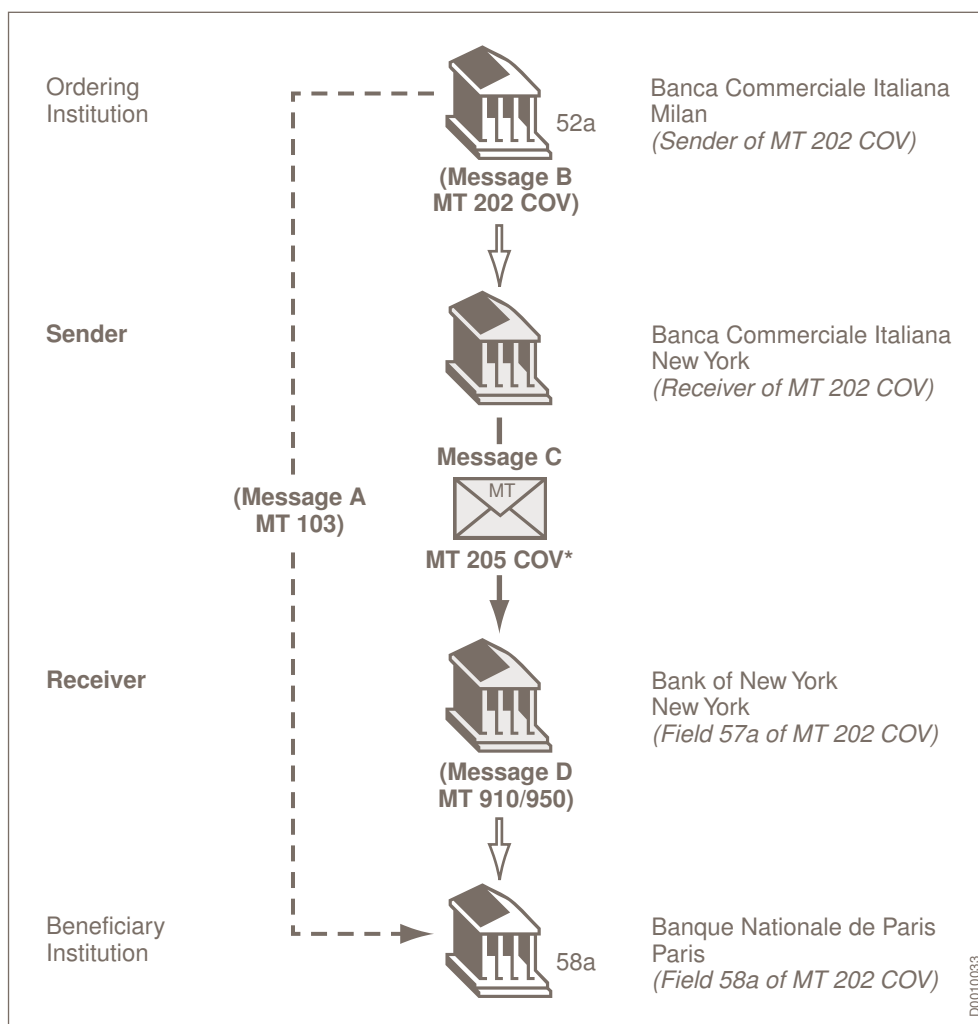 Ordering
Institution
52a
Banca Commerciale Italiana
Milan
(Sender of MT 202 COV)
(Message B
MT 202 COV)
Sender
Banca Commerciale Italiana
New York
(Receiver of MT 202 COV)
Message C
MT
MT 205 COV*
(Message A
MT 103)
Receiver
Bank of New York
New York
(Field 57a of MT 202 COV)
(Message D
MT 910/950)
Beneficiary
Institution
58a
Banque Nationale de Paris
Paris
(Field 58a of MT 202 COV)
D0010033